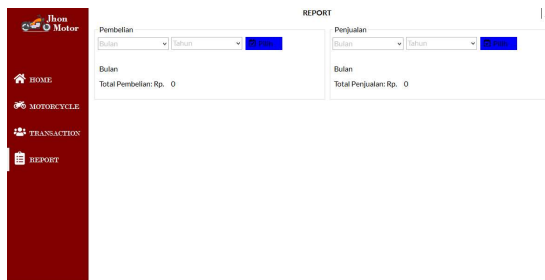 Jhon
Motor
REPORT
Pembelian
Bulan
Tahun
Bulan
Total Pembelian: Rp. 0
Penjualan
Bulan
Tahun
Bulan
Total Penjualan: Rp. 0
HOME
MOTORCYCLE
TRANSACTION
REPORT